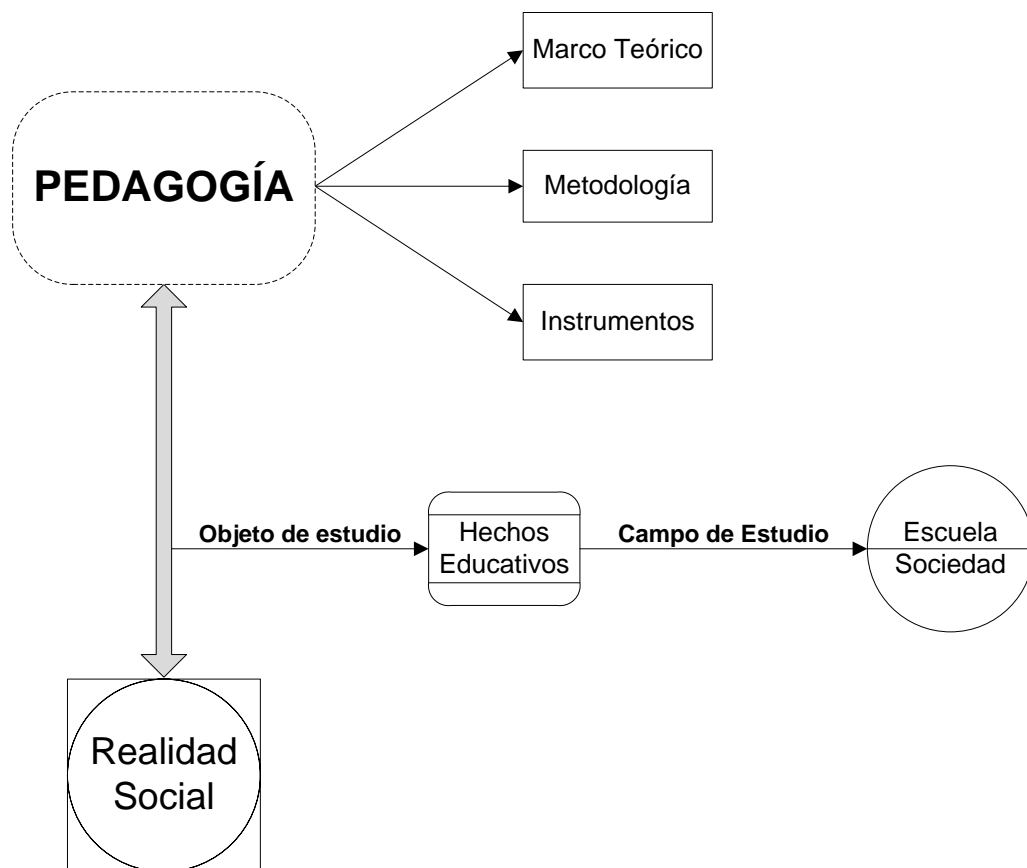 Marco Teórico
PEDAGOGÍA
Metodología
Instrumentos
Objeto de estudio
Hechos
Educativos
Campo de Estudio
Escuela
Sociedad
Realidad
Social